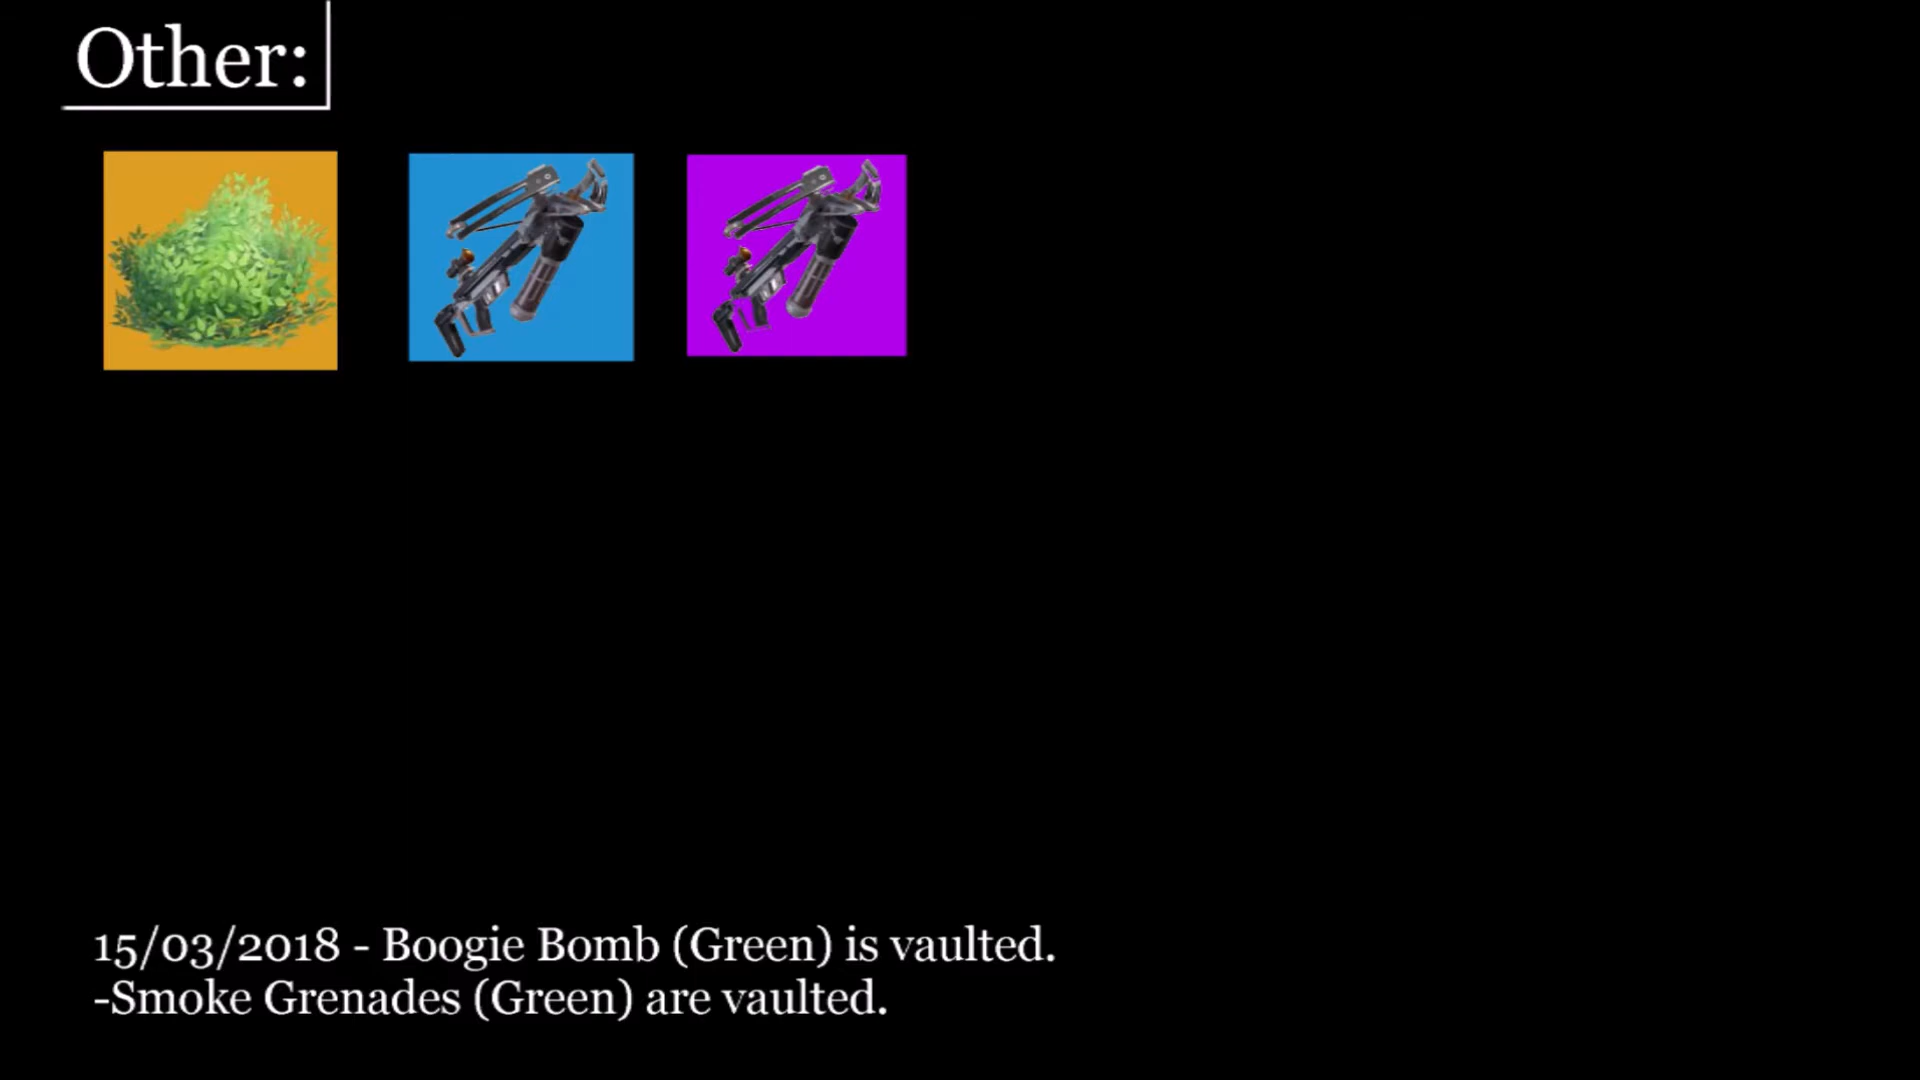 Other:
15/03/2018 - Boogie Bomb (Green) is vaulted.
-Smoke Grenades (Green) are vaulted.